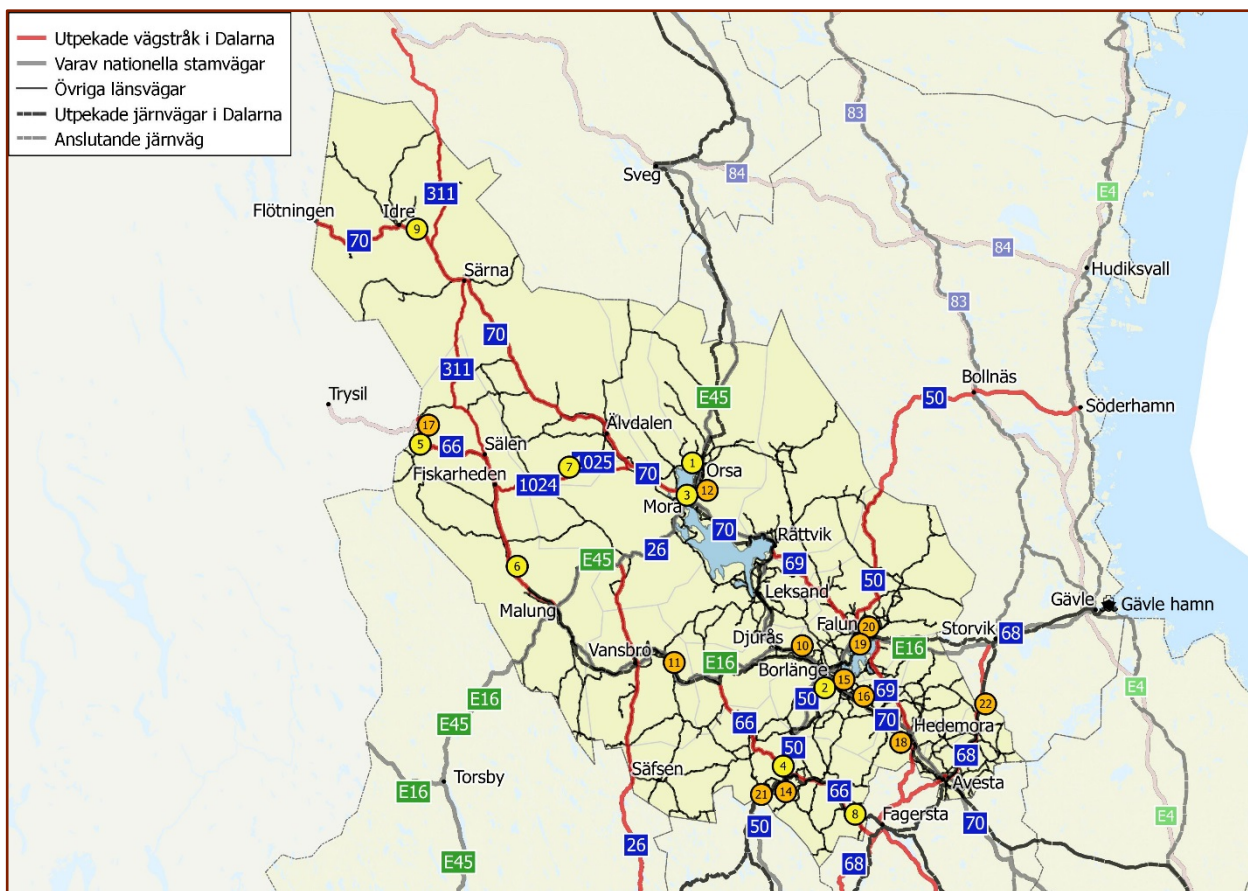 Utpekade vägstråk i Dalarna
Varav nationella stamvägar
Övriga länsvägar
Utpekade järnvägar i Dalarna
Anslutande järnväg
83
Sveg
84
E4
311
Flötningen
Idre
9
70
84
Hudiksvall
Särna
83
70
311
Trysil
E45
Bollnäs
50
Söderhamn
17
5
66
Sälen
Älvdalen
Fiskarheden
7
1025
1024
70
1
Orsa
12
3
Mora
70
26
Rättvik
E45
69
6
50
Leksand
Malung
Gävle
Gävle hamn
Falun
20
Storvik
68
Djurås
10
19
E16
Vansbro
11
E16
Borlänge
15
2
16
50
69
E16
22
E4
66
70
Hedemora
18
E45
50
68
4
Säfsen
Torsby
E16
21
14
66
Avesta
8
Fagersta
50
70
E4
26
68
E45